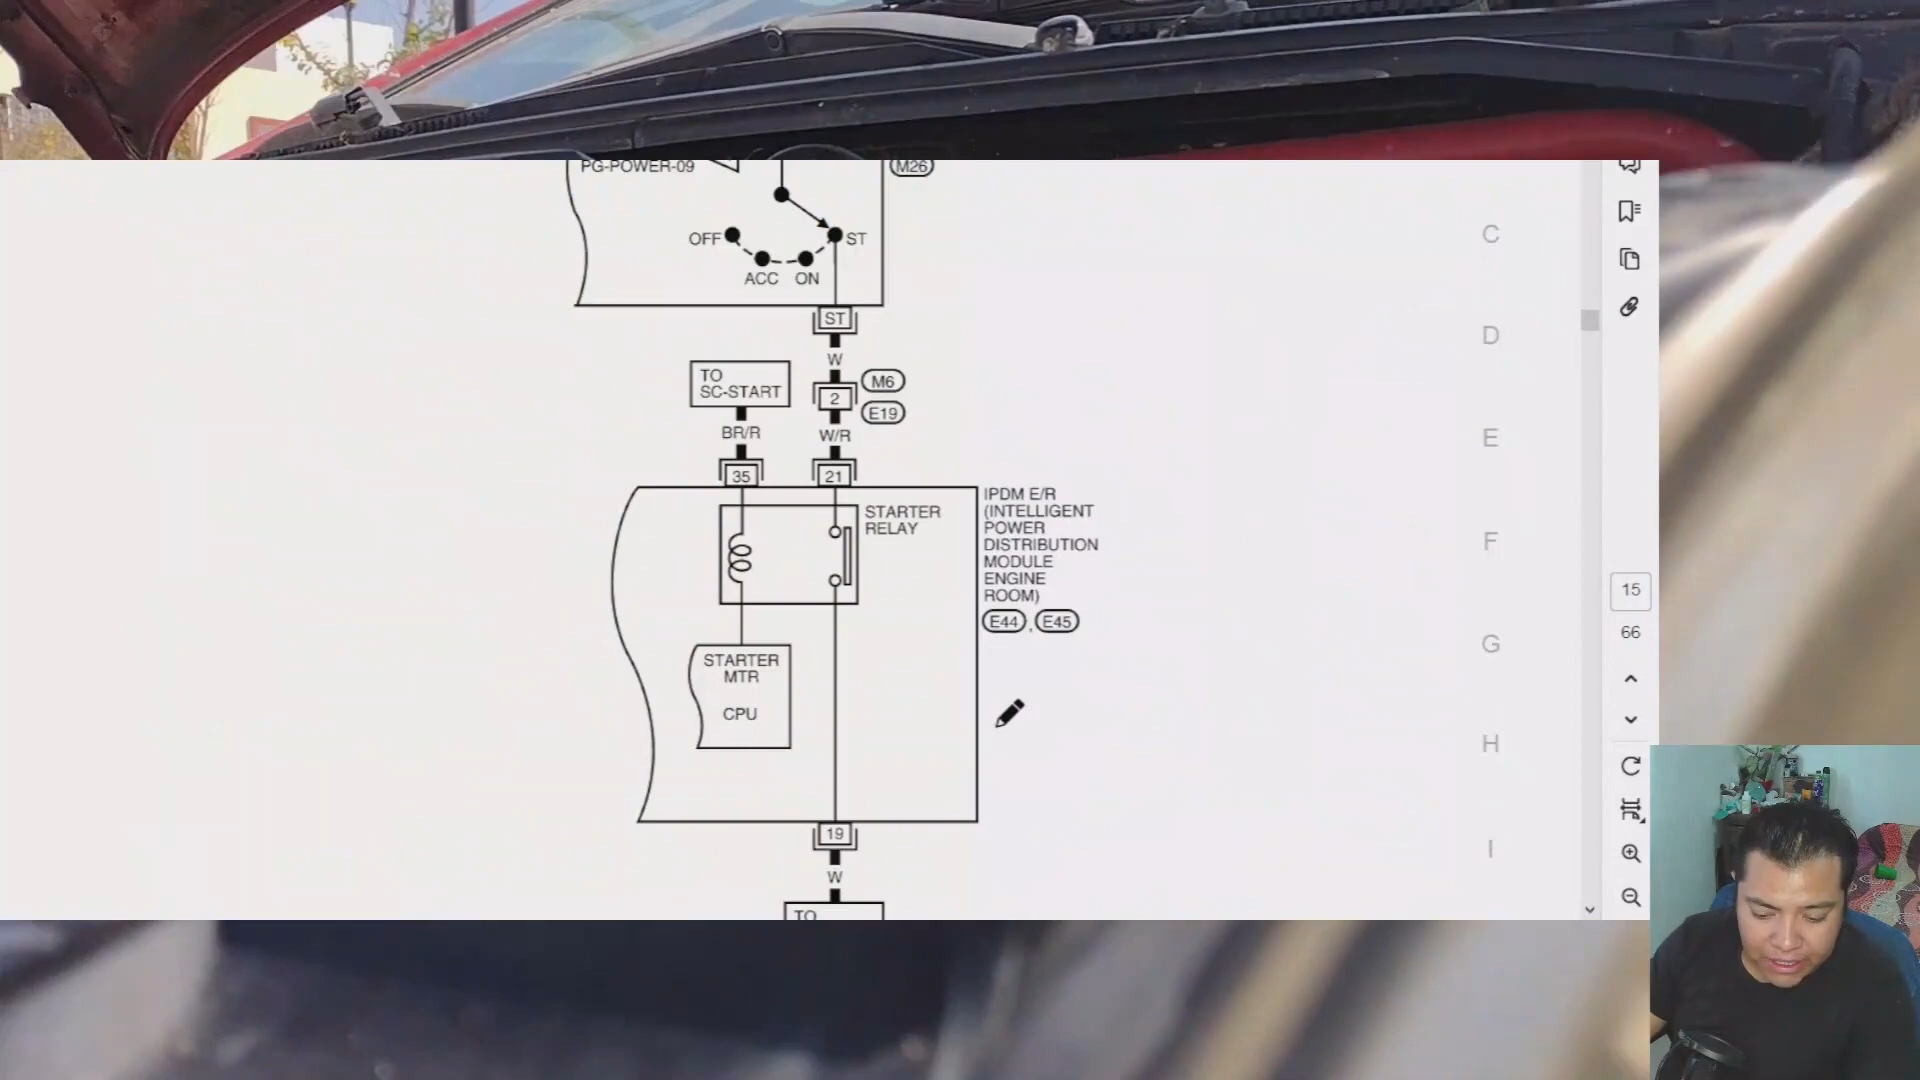 PG-POWER-09
M26
C
OFF
ST
ACC
ON
ST
D
W
TO
SC-START
2
M6
E19
BR/R
W/R
E
35
21
STARTER
RELAY
IPDM E/R
(INTELLIGENT
POWER
DISTRIBUTION
MODULE
ENGINE
ROOM)
E44, E45
F
STARTER
MTR
CPU
G
15
66
H
19
I
W
TO